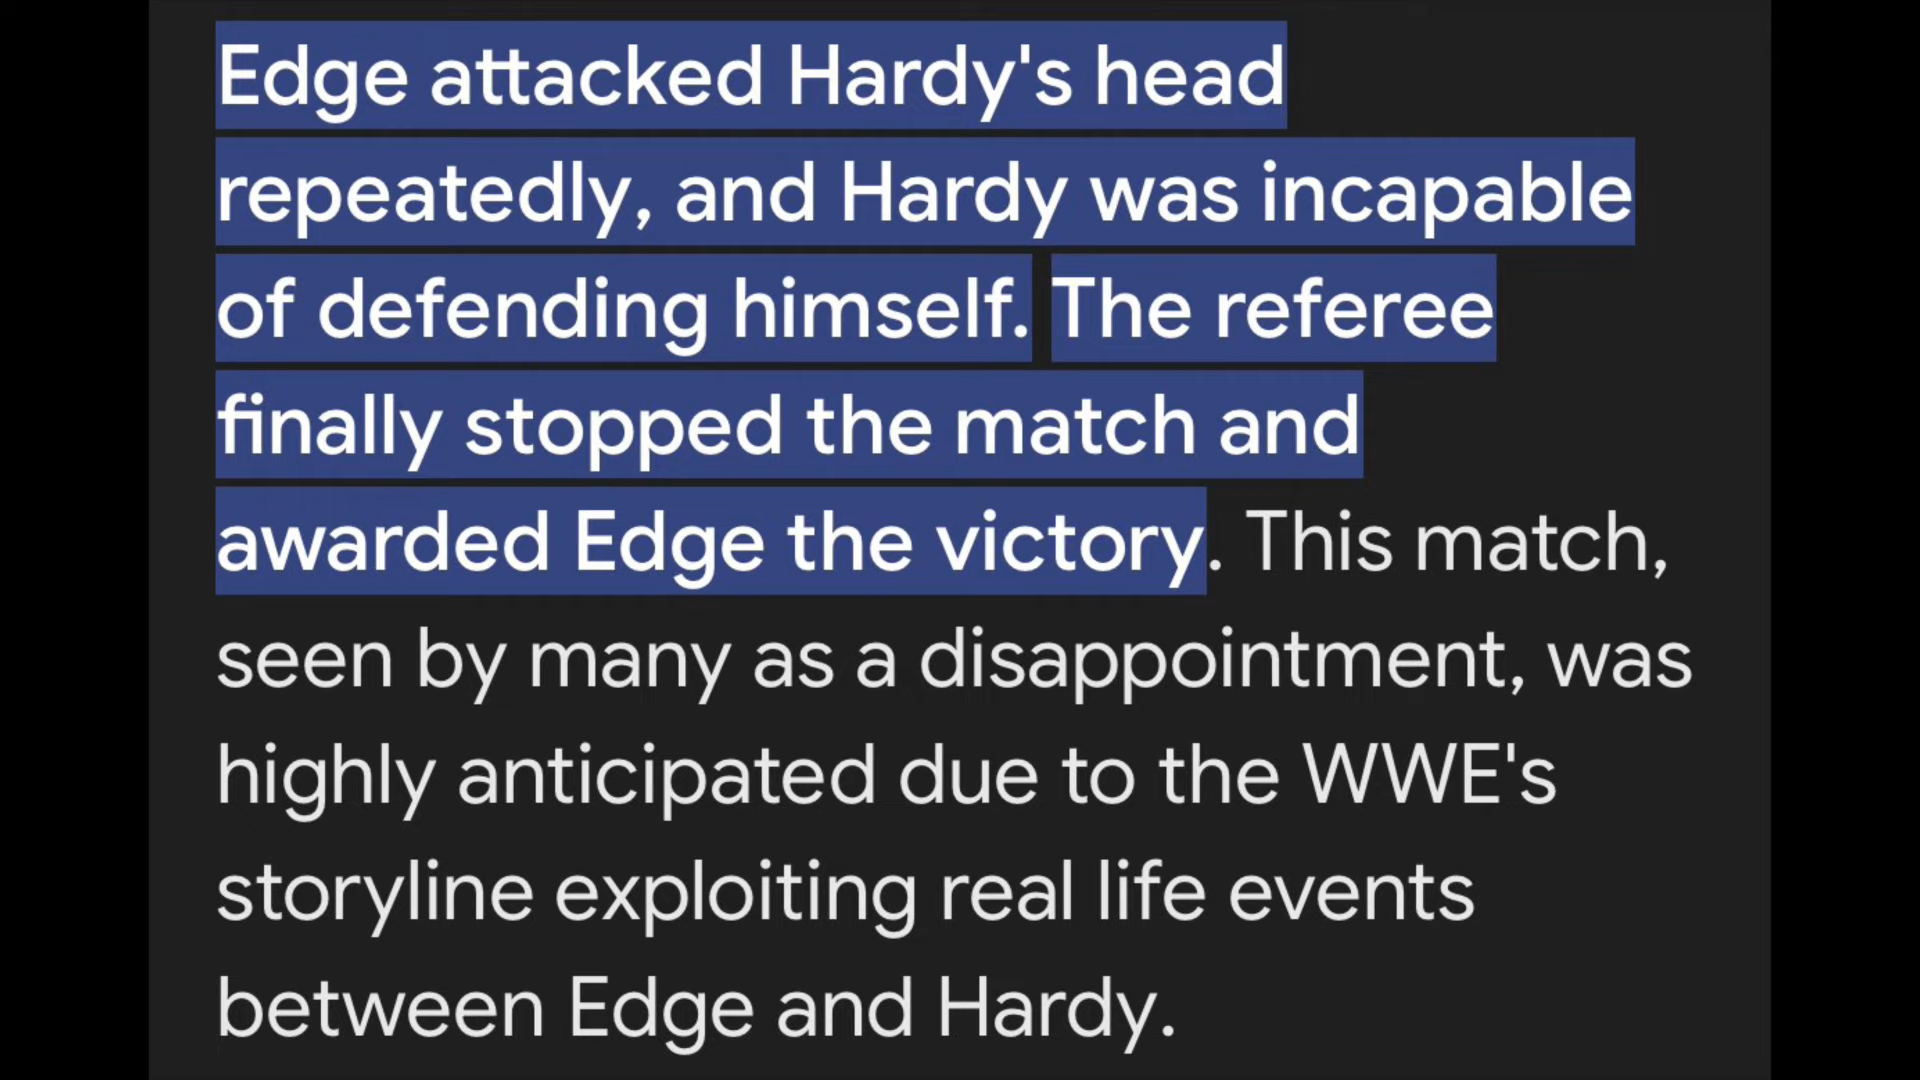 Edge attacked Hardy's head
repeatedly, and Hardy was incapable
of defending himself. The referee
finally stopped the match and
awarded Edge the victory. This match,
seen by many as a disappointment, was
highly anticipated due to the WWE's
storyline exploiting real life events
between Edge and Hardy.